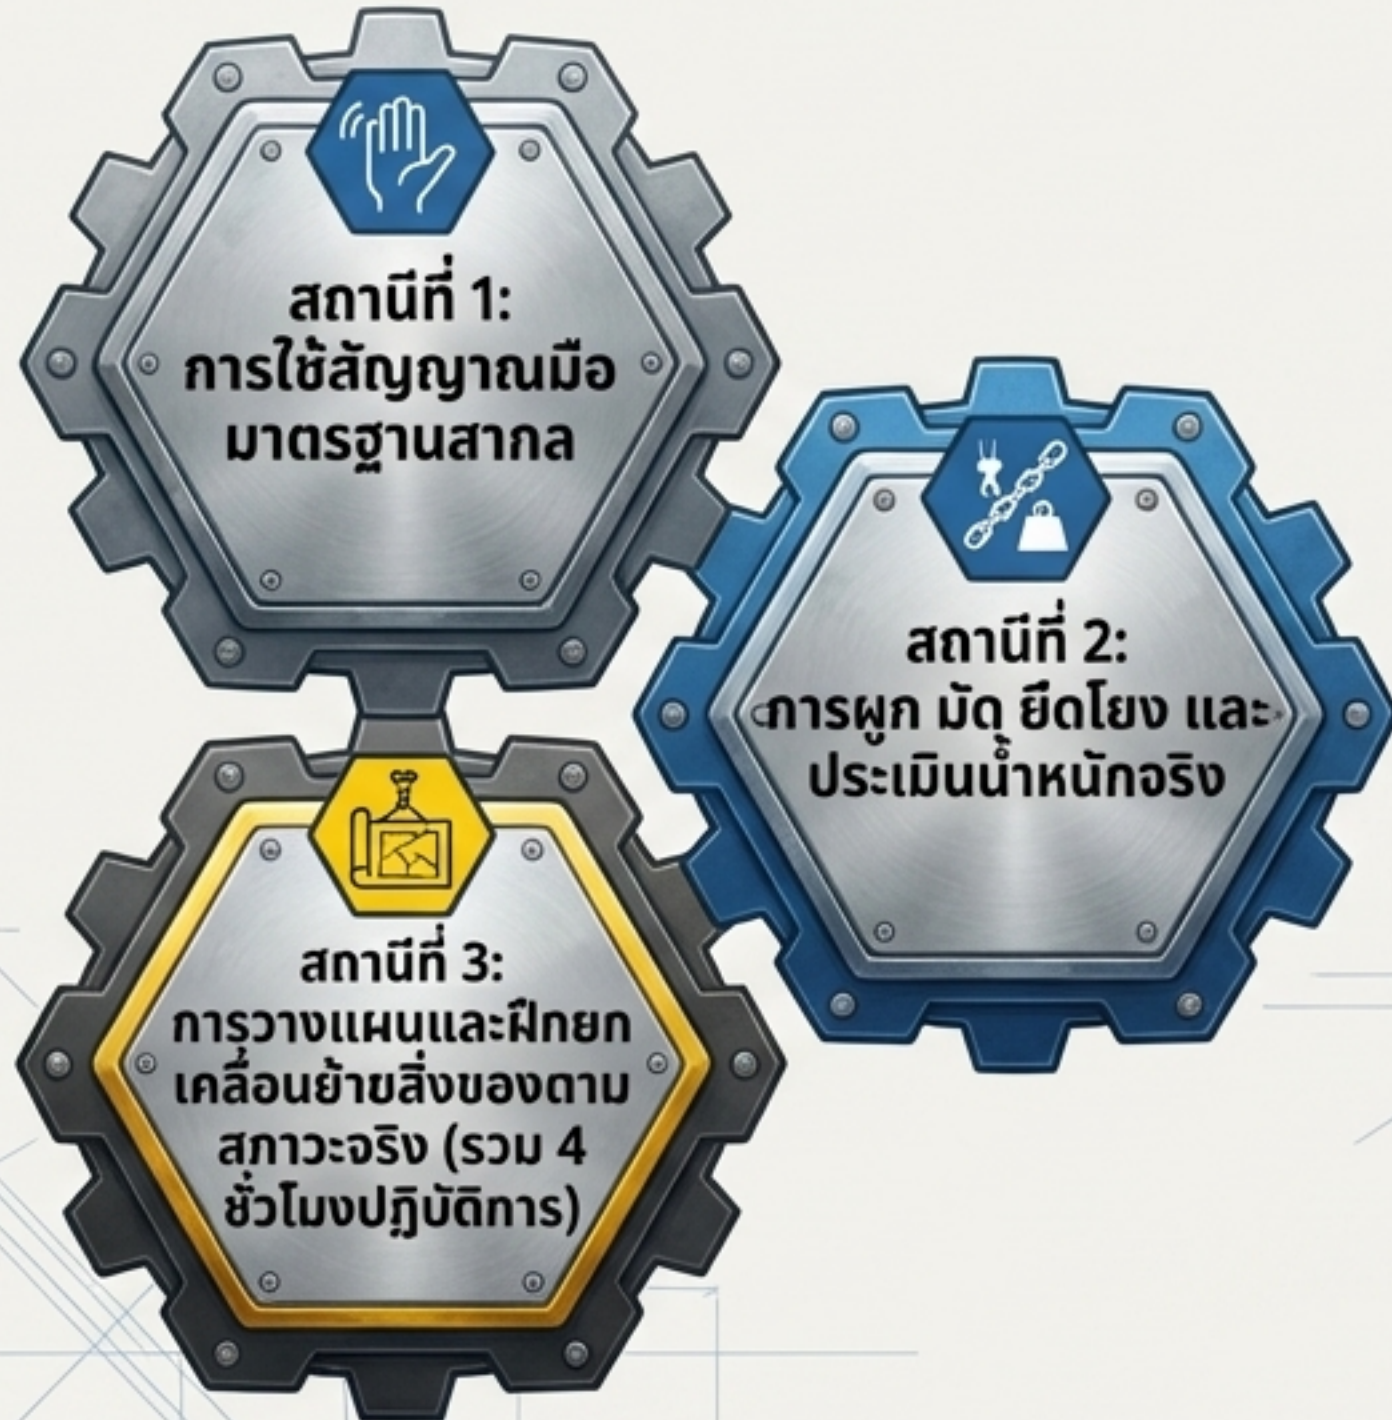 สถานีที่ 1:
การใช้สัญญาณมือ
มาตรฐานสากล
สถานีที่ 2:
การผูก มัด ยึดโยง และ
ประเมินน้ำหนักจริง
สถานีที่ 3:
การวางแผนและฝึกยก
เคลื่อนย้าขสิ่งของตาม
สภาวะจริง (รวม 4
ชั่วโมงปฏิบัติการ)